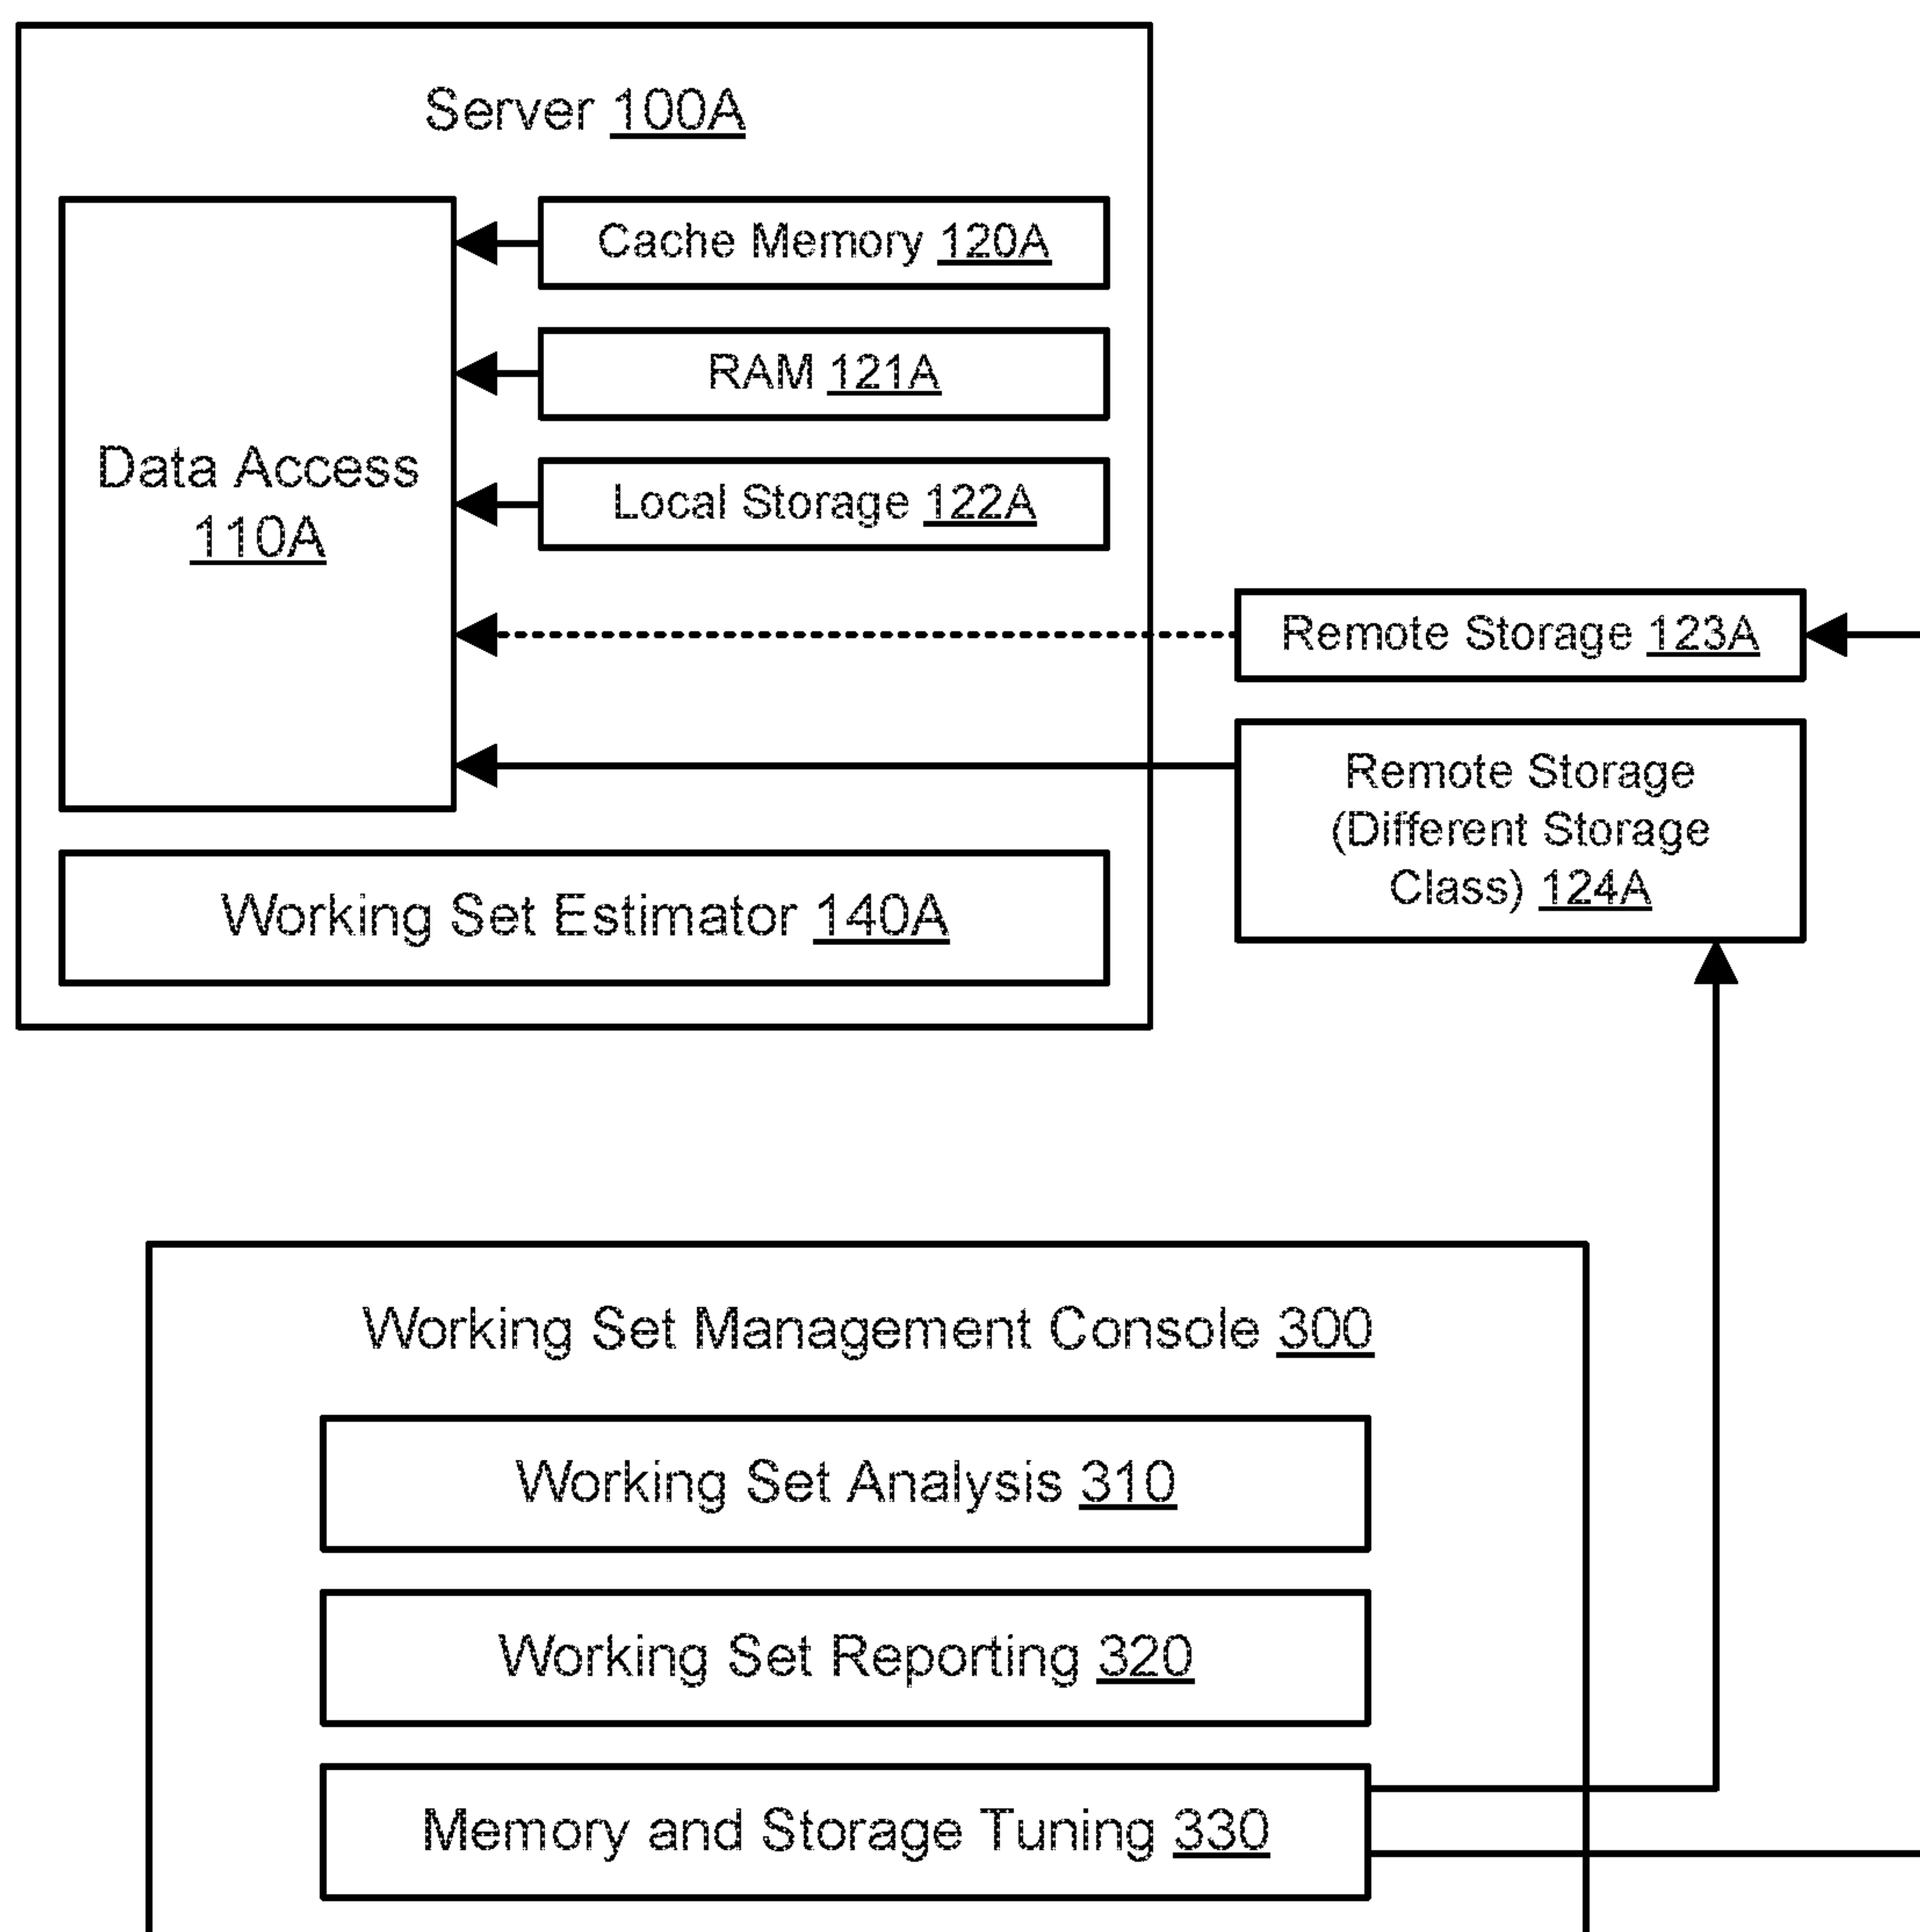 Server 100A
Cache Memory 120A
RAM 121A
Data Access
110A
Local Storage 122A
Remote Storage 123A
Remote Storage
(Different Storage
Class) 124A
Working Set Estimator 140A
Working Set Management Console 300
Working Set Analysis 310
Working Set Reporting 320
Memory and Storage Tuning 330